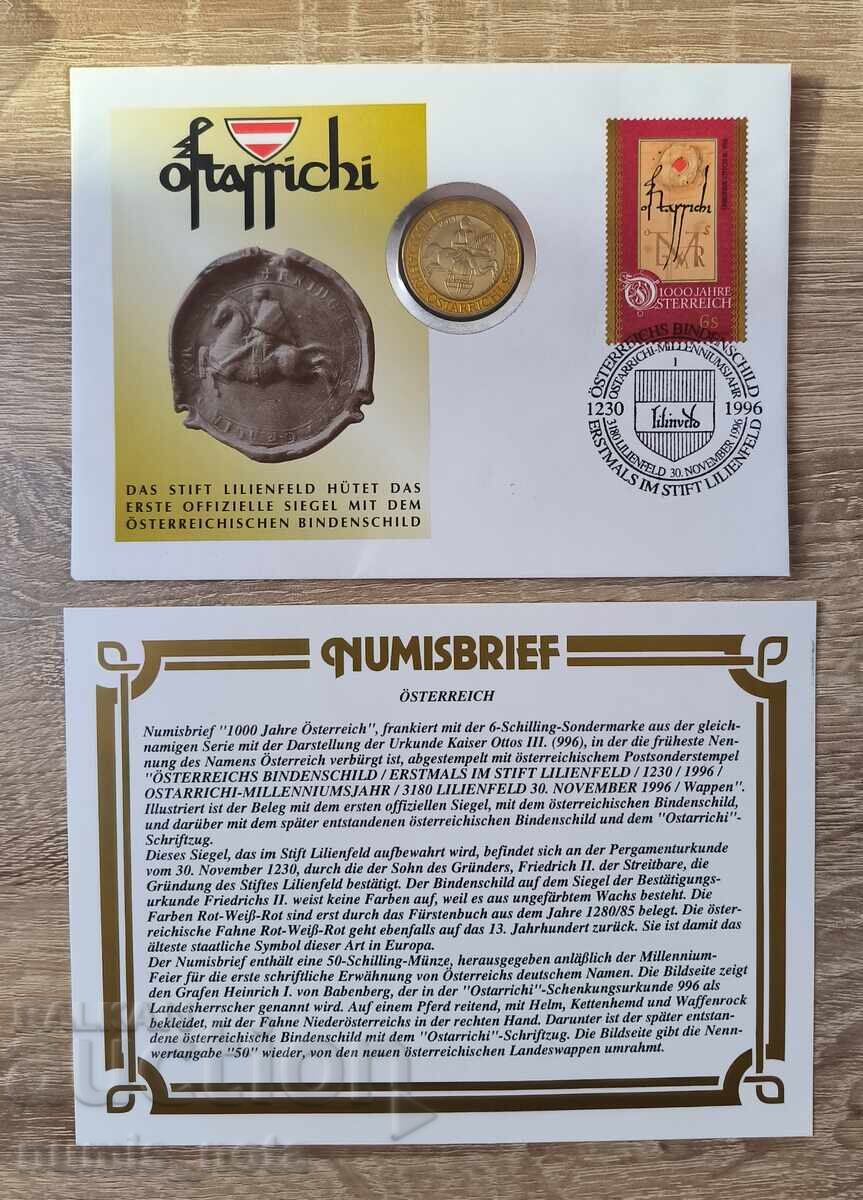 ostarrichi
DAS STIFT LILIENFELD HÜTET DAS
ERSTE OFFIZIELLE SIEGEL MIT DEM
ÖSTERREICHISCHEN BINDENSCHILD
OSTARRICHI
ostarrichi
1000 JAHRE
ÖSTERREICH
6S
ÖSTERREICHS BINDENSCHILD
OSTARRICHI-MILLENNIUMSJAHR
1
1230
lilinveld
1996
3180 LILIENFELD 30. NOVEMBER 1996
ERSTMALS IM STIFT LILIENFELD
NUMISBRIEF
ÖSTERREICH
Numisbrief "1000 Jahre Österreich", frankiert mit der 6-Schilling-Sondermarke aus der gleich-
namigen Serie mit der Darstellung der Urkunde Kaiser Ottos III. (996), in der die früheste Nen-
nung des Namens Österreich verbürgt ist, abgestempelt mit österreichischem Postsonderstempel
"ÖSTERREICHS BINDENSCHILD / ERSTMALS IM STIFT LILIENFELD / 1230 / 1996 /
OSTARRICHI-MILLENNIUMSJAHR / 3180 LILIENFELD 30. NOVEMBER 1996 / Wappen".
Illustriert ist der Beleg mit dem ersten offiziellen Siegel, mit dem österreichischen Bindenschild,
und darüber mit dem später entstandenen österreichischen Bindenschild und dem "Ostarrichi"-
Schriftzug.
Dieses Siegel, das im Stift Lilienfeld aufbewahrt wird, befindet sich an der Pergamenturkunde
vom 30. November 1230, durch die der Sohn des Gründers, Friedrich II. der Streitbare, die
Gründung des Stiftes Lilienfeld bestätigt. Der Bindenschild auf dem Siegel der Bestätigungs-
urkunde Friedrichs II. weist keine Farben auf, weil es aus ungefärbtem Wachs besteht. Die
Farben Rot-Weiß-Rot sind erst durch das Fürstenbuch aus dem Jahre 1280/85 belegt. Die öster-
reichische Fahne Rot-Weiß-Rot geht ebenfalls auf das 13. Jahrhundert zurück. Sie ist damit das
älteste staatliche Symbol dieser Art in Europa.
Der Numisbrief enthält eine 50-Schilling-Münze, herausgegeben anläßlich der Millennium-
Feier für die erste schriftliche Erwähnung von Österreichs deutschem Namen. Die Bildseite zeigt
den Grafen Heinrich I. von Babenberg, der in der "Ostarrichi"-Schenkungsurkunde 996 als
Landesherrscher genannt wird. Auf einem Pferd reitend, mit Helm, Kettenhemd und Waffenrock
bekleidet, mit der Fahne Niederösterreichs in der rechten Hand. Darunter ist der später entstan-
dene österreichische Bindenschild mit dem "Ostarrichi"-Schriftzug. Die Bildseite gibt die Nenn-
wertangabe "50" wieder, von den neuen österreichischen Landeswappen umrahmt.
BALKAN
auction
numis_nota